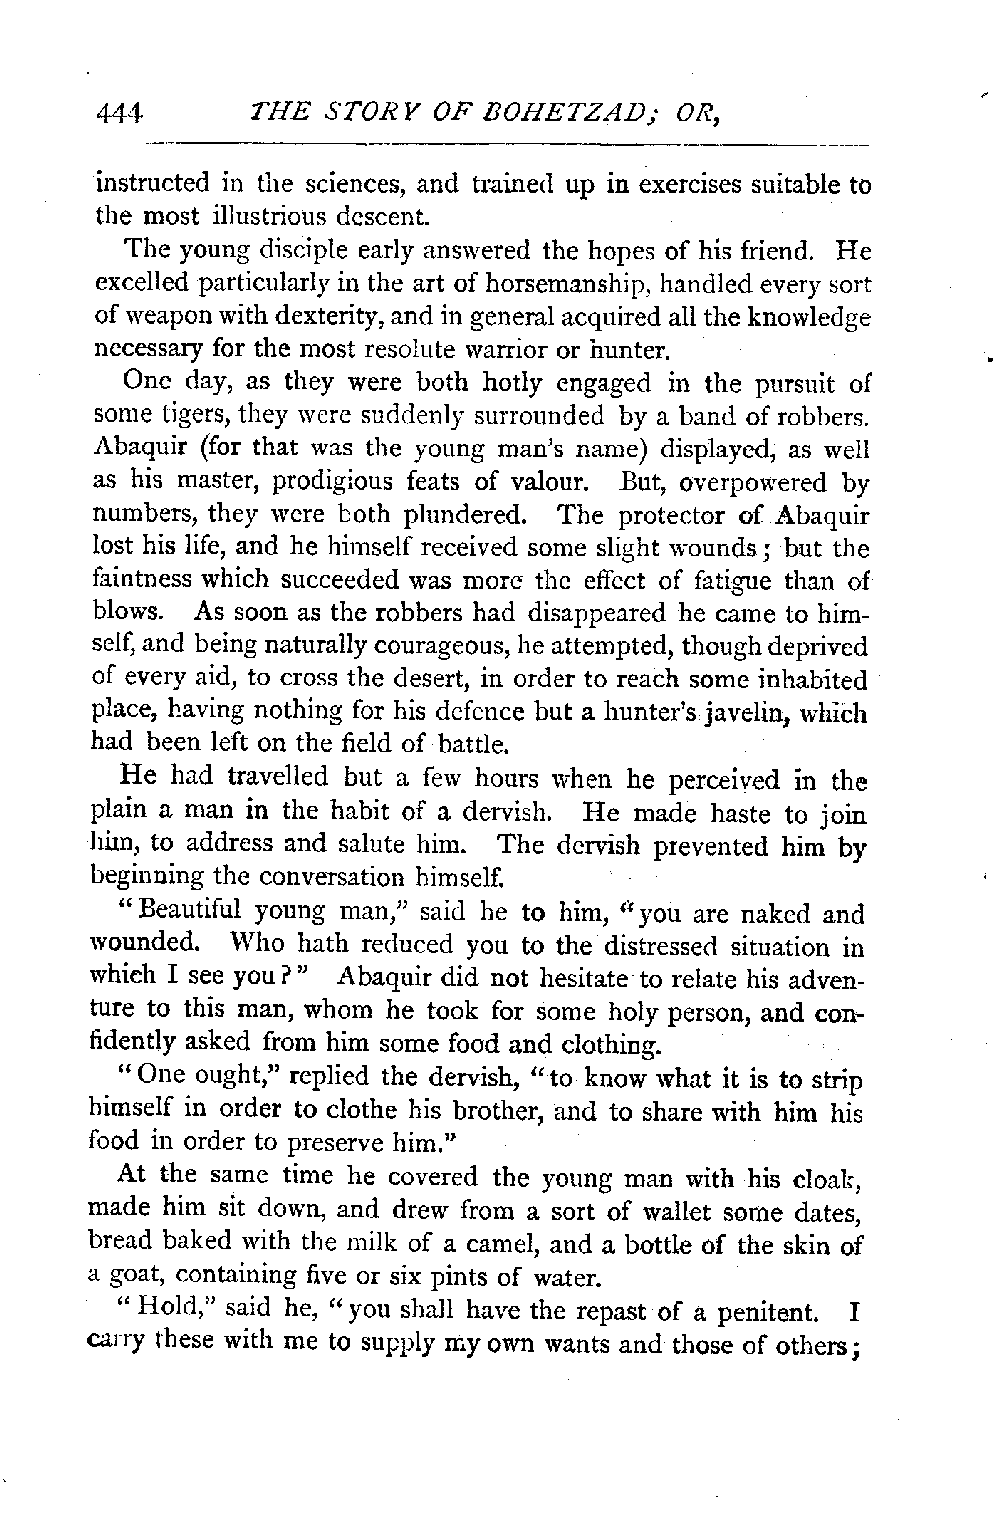 444 THE STORY OF BOHETZAD; OR,
instructed in the sciences, and trained up in exercises suitable to
the most illustrious descent.
The young disciple early answered the hopes of his friend. He
excelled particularly in the art of horsemanship, handled every sort
of weapon with dexterity, and in general acquired all the knowledge
necessary for the most resolute warrior or hunter.
One day, as they were both hotly engaged in the pursuit of
some tigers, they were suddenly surrounded by a band of robbers.
Abaquir (for that was the young man's name) displayed, as well
as his master, prodigious feats of valour. But, overpowered by
numbers, they were both plundered. The protector of Abaquir
lost his life, and he himself received some slight wounds; but the
faintness which succeeded was more the effect of fatigue than of
blows. As soon as the robbers had disappeared he came to him-
self, and being naturally courageous, he attempted, though deprived
of every aid, to cross the desert, in order to reach some inhabited
place, having nothing for his defence but a hunter's javelin, which
had been left on the field of battle.
He had travelled but a few hours when he perceived in the
plain a man in the habit of a dervish. He made haste to join
him, to address and salute him. The dervish prevented him by
beginning the conversation himself.
"Beautiful young man," said he to him, "you are naked and
wounded. Who hath reduced you to the distressed situation in
which I see you?" Abaquir did not hesitate to relate his adven-
ture to this man, whom he took for some holy person, and con-
fidently asked from him some food and clothing.
"One ought," replied the dervish, "to know what it is to strip
himself in order to clothe his brother, and to share with him his
food in order to preserve him."
At the same time he covered the young man with his cloak,
made him sit down, and drew from a sort of wallet some dates,
bread baked with the milk of a camel, and a bottle of the skin of
a goat, containing five or six pints of water.
"Hold," said he, "you shall have the repast of a penitent. I
carry these with me to supply my own wants and those of others;